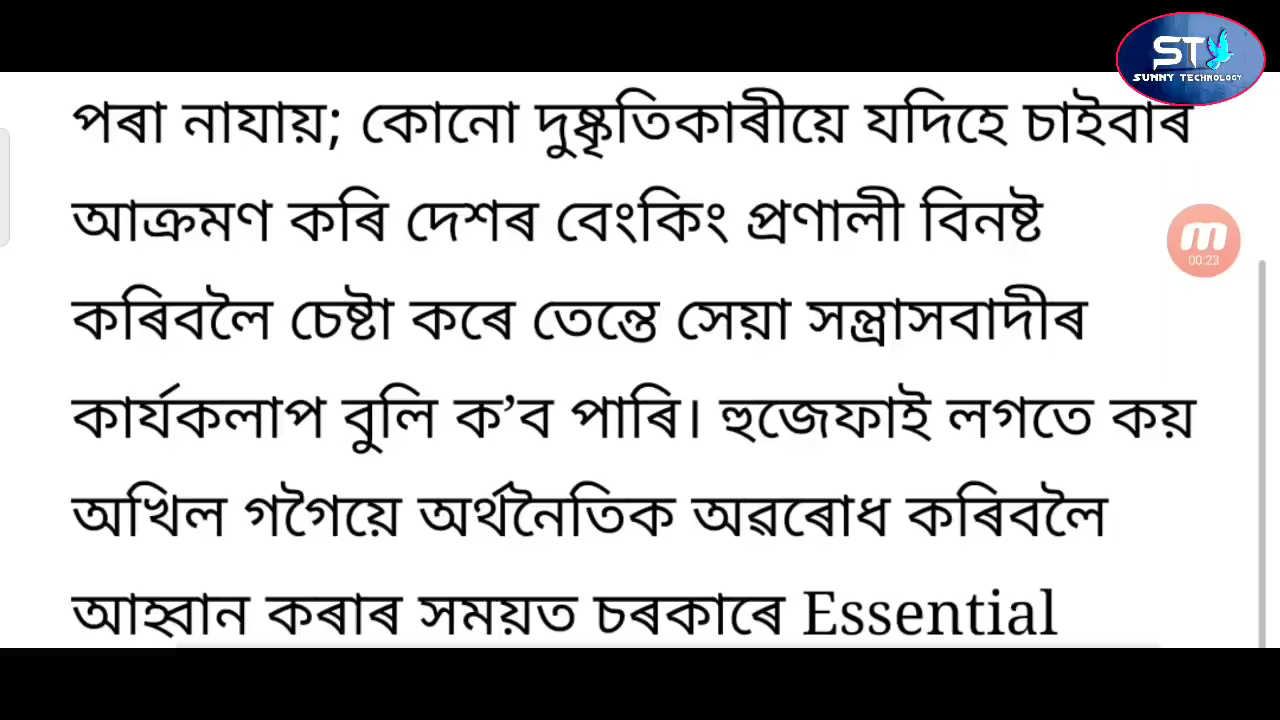 ST
SUNNY TECHNOLOGY
পৰা নাযায়; কোনো দুষ্কৃতিকাৰীয়ে যদিহে চাইবাৰ
আক্ৰমণ কৰি দেশৰ বেংকিং প্ৰণালী বিনষ্ট
00:23
কৰিবলৈ চেষ্টা কৰে তেন্তে সেয়া সন্ত্ৰাসবাদীৰ
কাৰ্যকলাপ বুলি ক’ব পাৰি। হুজেফাই লগতে কয়
অখিল গগৈয়ে অৰ্থনৈতিক অৱৰোধ কৰিবলৈ
আহ্বান কৰাৰ সময়ত চৰকাৰে Essential